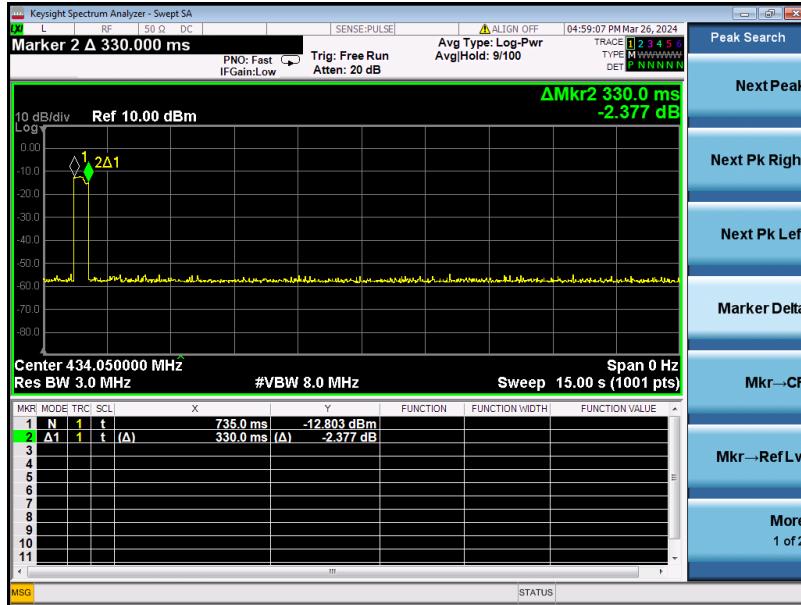 Keysight Spectrum Analyzer - Swept SA
LXI L RF 50 Ω DC SENSE:PULSE ALIGN OFF 04:59:07 PM Mar 26, 2024
Marker 2 Δ 330.000 ms
PNO: Fast
IFGain:Low
Trig: Free Run
Atten: 20 dB
Avg Type: Log-Pwr
Avg|Hold: 9/100
TRACE 1 2 3 4 5 6
TYPE M WWWWW
DET P N N N N N
Peak Search
Next Peak
Next Pk Righ
Next Pk Lef
Marker Delta
Mkr→CF
Mkr→Ref Lv
More
1 of 2
ΔMkr2 330.0 ms
-2.377 dB
10 dB/div Ref 10.00 dBm
Log
0.00
-10.0
-20.0
-30.0
-40.0
-50.0
-60.0
-70.0
-80.0
1
2Δ1
Center 434.050000 MHz Span 0 Hz
Res BW 3.0 MHz #VBW 8.0 MHz Sweep 15.00 s (1001 pts)
MKR MODE TRC SCL X Y FUNCTION FUNCTION WIDTH FUNCTION VALUE
1 N 1 t 735.0 ms -12.803 dBm
2 Δ1 1 t (Δ) 330.0 ms (Δ) -2.377 dB
3
4
5
6
7
8
9
10
11
MSG STATUS